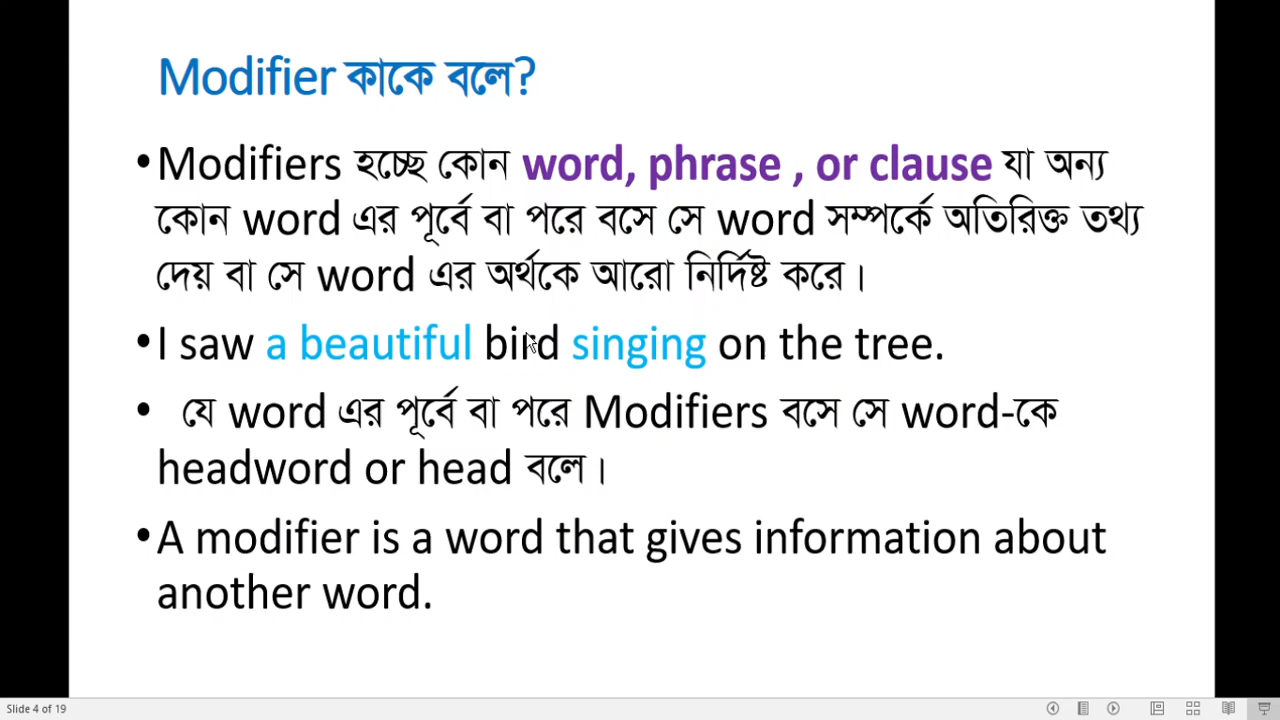 Modifier কাকে বলে?
•Modifiers হচ্ছে কোন word, phrase , or clause যা অন্য
কোন word এর পূর্বে বা পরে বসে সে word সম্পর্কে অতিরিক্ত তথ্য
দেয় বা সে word এর অর্থকে আরো নির্দিষ্ট করে।
•I saw a beautiful bird singing on the tree.
• যে word এর পূর্বে বা পরে Modifiers বসে সে word-কে
headword or head বলে।
•A modifier is a word that gives information about
another word.
Slide 4 of 19